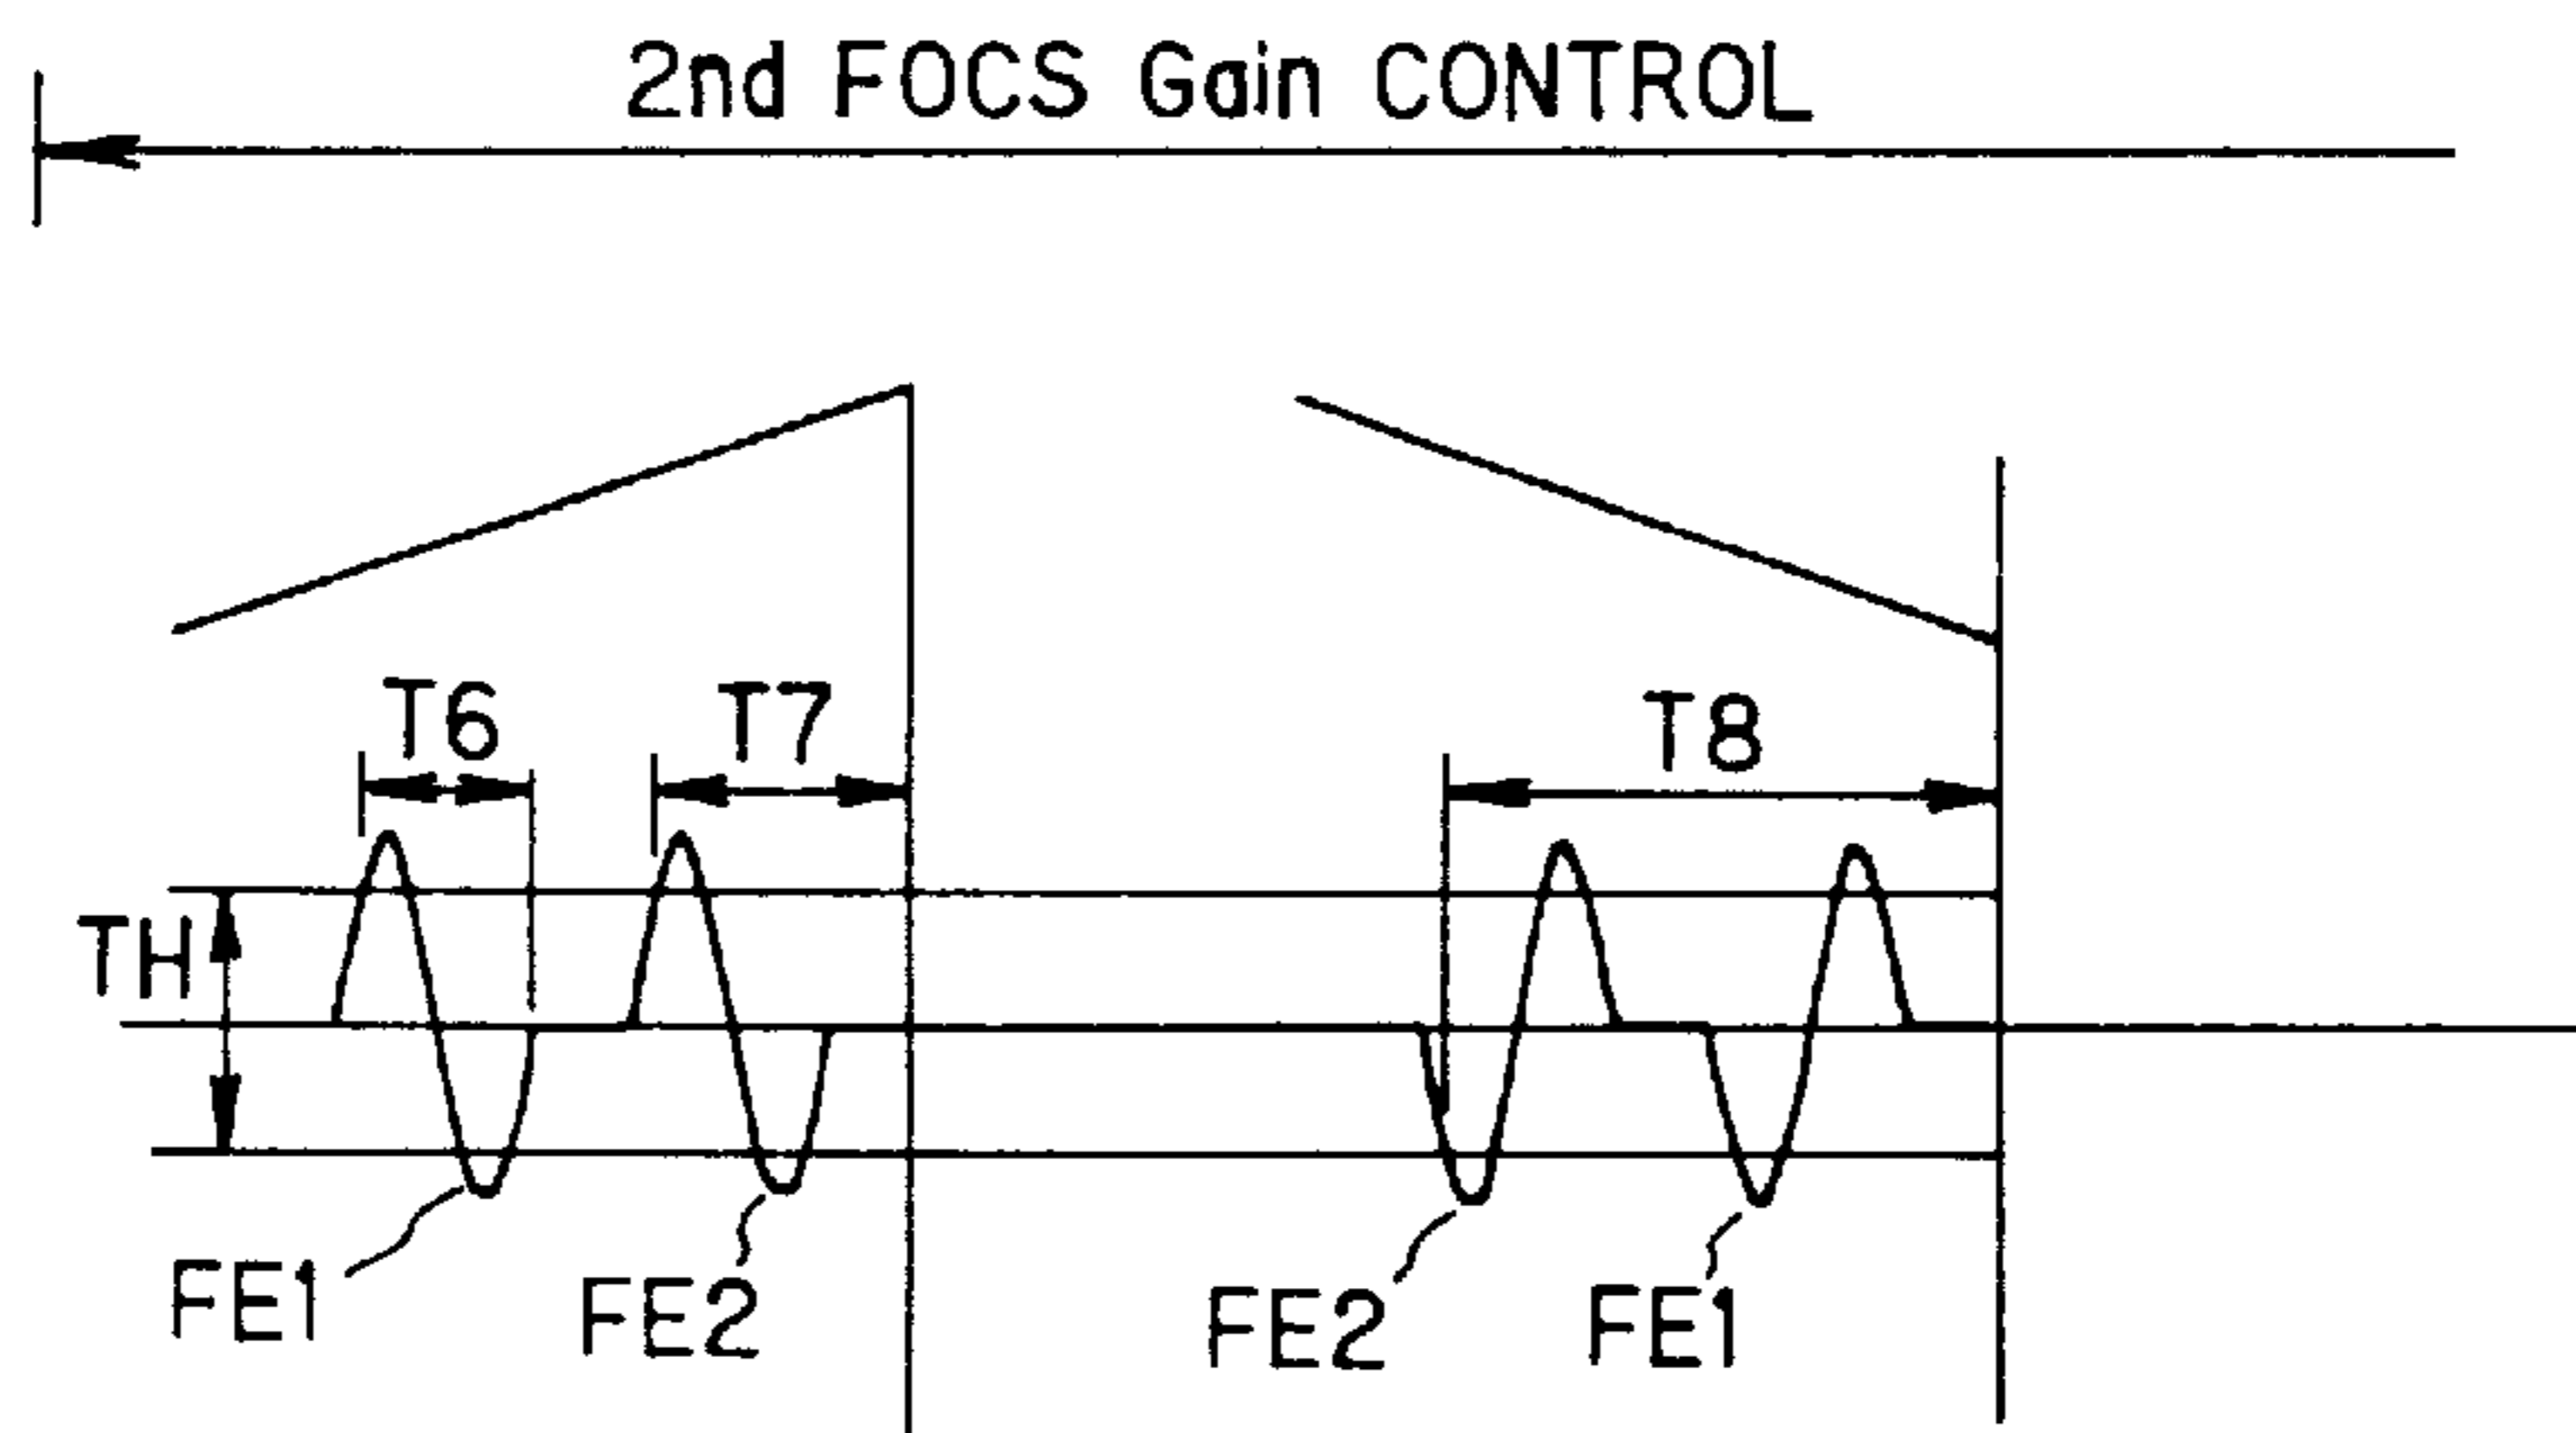 2nd FOCS Gain CONTROL
T6
T7
T8
TH
FE1
FE2
FE2
FE1